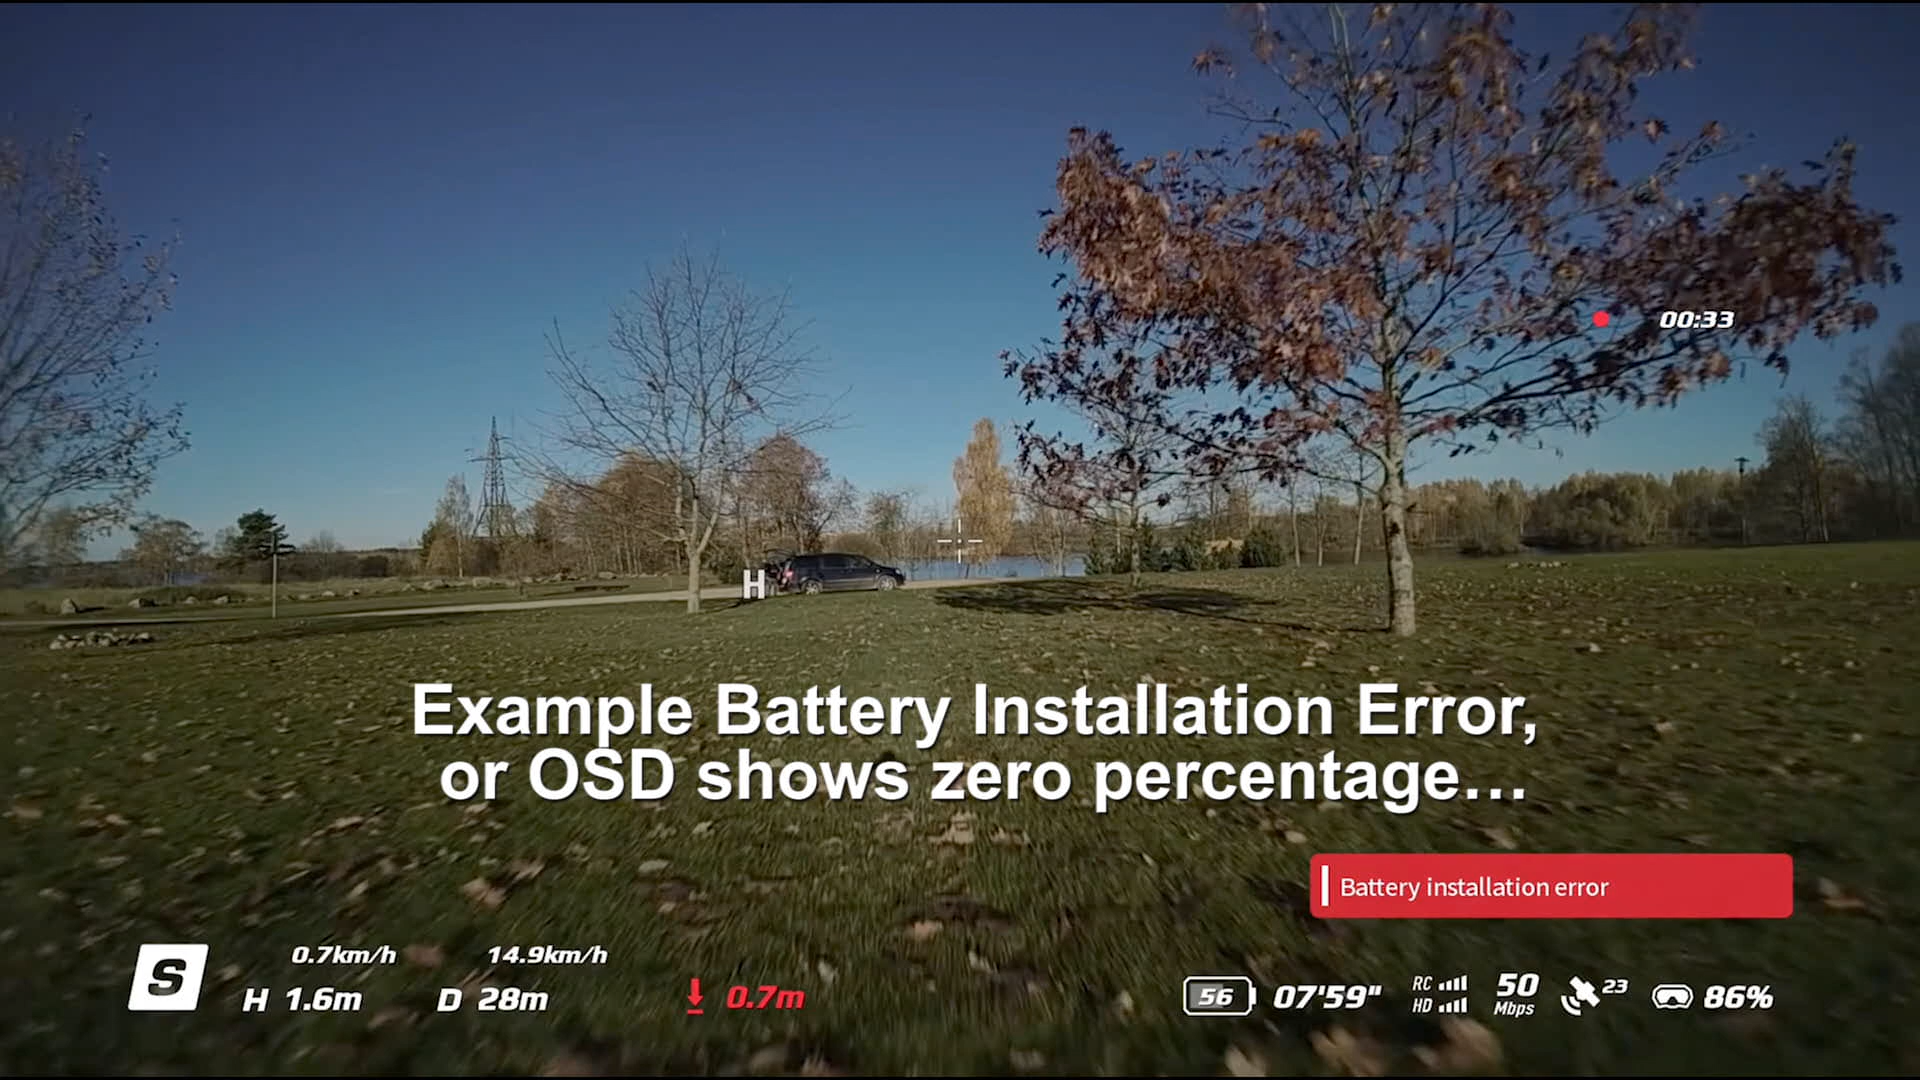 00:33
H
Example Battery Installation Error,
or OSD shows zero percentage...
Battery installation error
S
0.7km/h 14.9km/h
H 1.6m D 28m
0.7m
56 07'59"
RC
HD
50
Mbps
23
86%